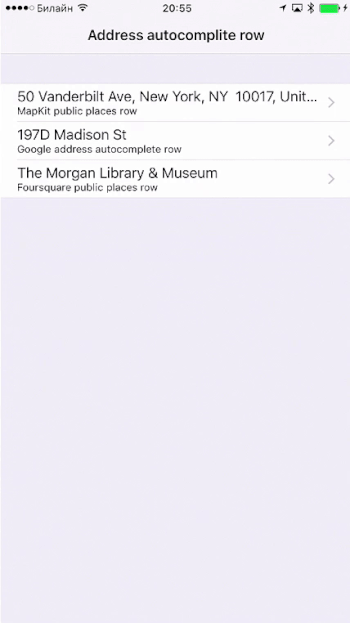 Билайн 20:55
Address autocomplite row
50 Vanderbilt Ave, New York, NY 10017, Unit...
MapKit public places row
197D Madison St
Google address autocomplete row
The Morgan Library & Museum
Foursquare public places row